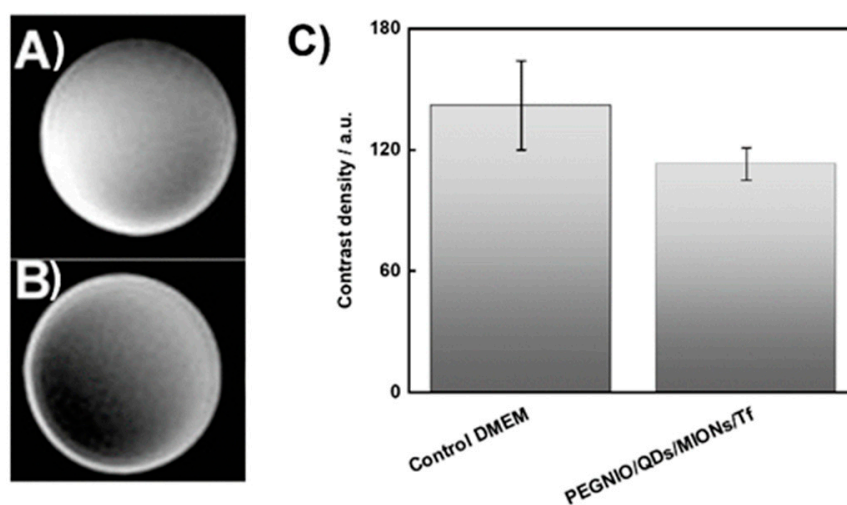 A)
B)
C)
180
120
60
0
Contrast density / a.u.
Control DMEM
PEGNIO/QDs/MIONs/Tf